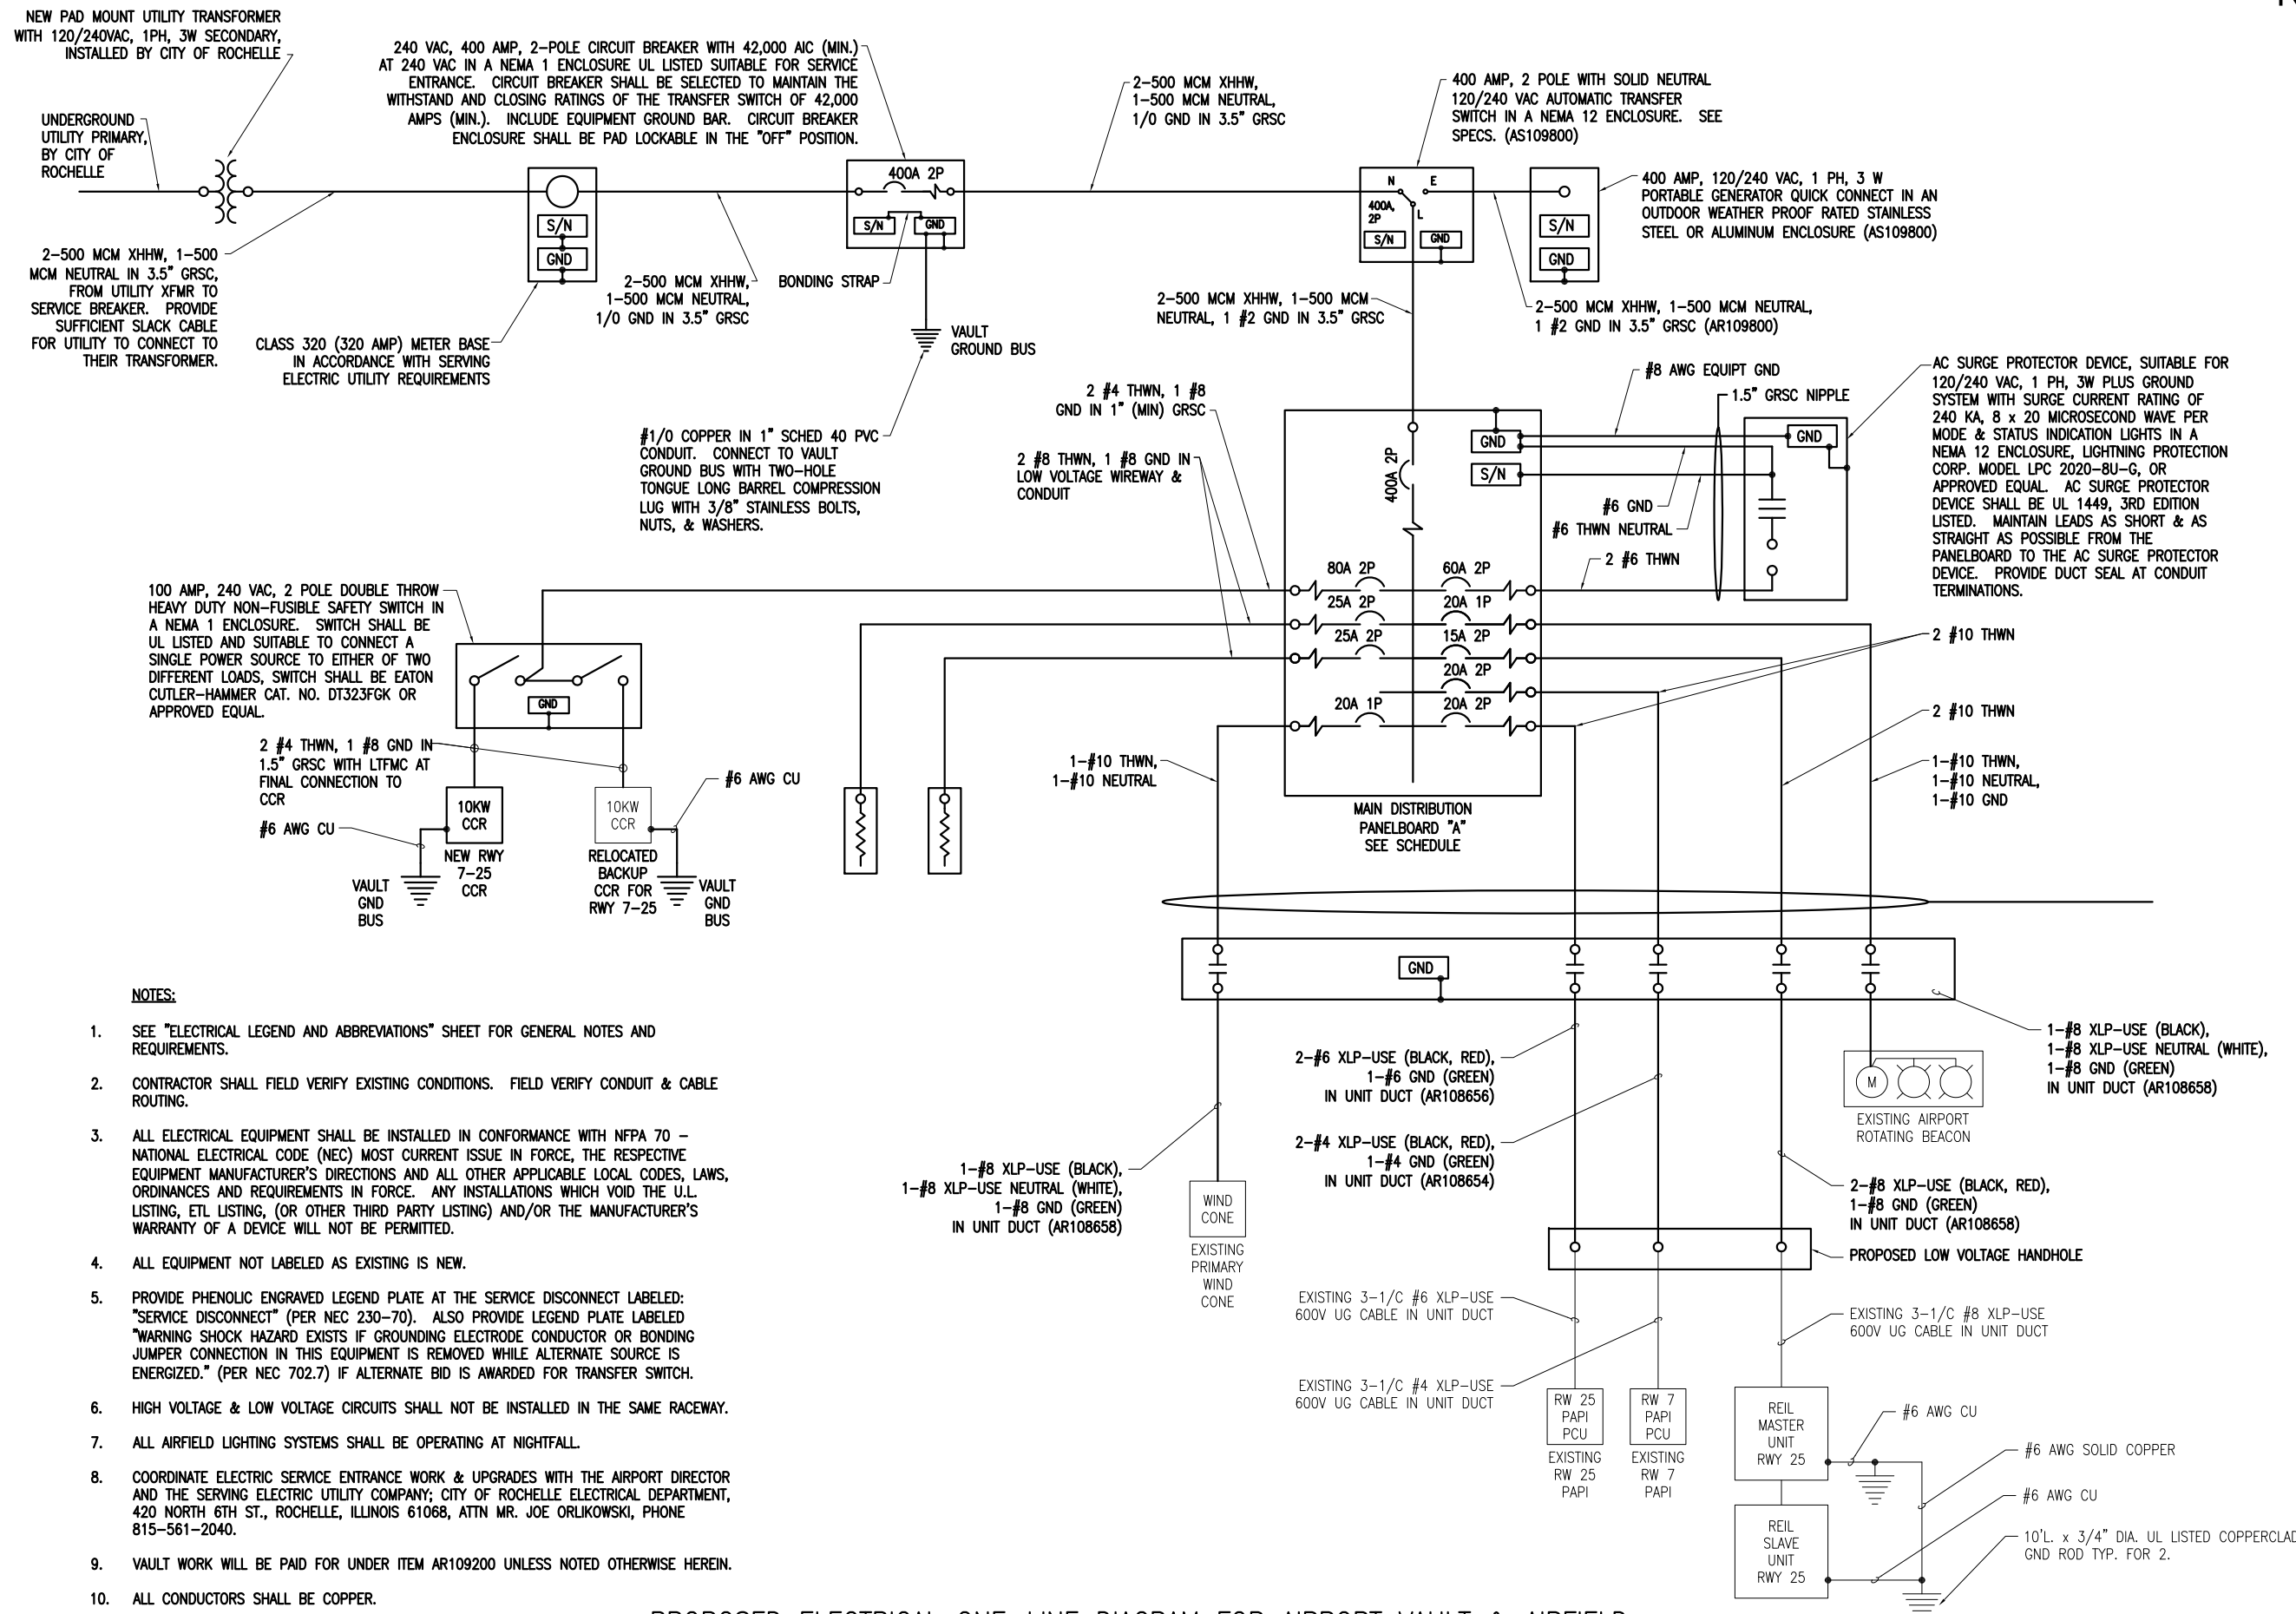 NEW PAD MOUNT UTILITY TRANSFORMER
WITH 120/240VAC, 1PH, 3W SECONDARY,
INSTALLED BY CITY OF ROCHELLE
UNDERGROUND
UTILITY PRIMARY,
BY CITY OF
ROCHELLE
240 VAC, 400 AMP, 2-POLE CIRCUIT BREAKER WITH 42,000 AIC (MIN.)
AT 240 VAC IN A NEMA 1 ENCLOSURE UL LISTED SUITABLE FOR SERVICE
ENTRANCE. CIRCUIT BREAKER SHALL BE SELECTED TO MAINTAIN THE
WITHSTAND AND CLOSING RATINGS OF THE TRANSFER SWITCH OF 42,000
AMPS (MIN.). INCLUDE EQUIPMENT GROUND BAR. CIRCUIT BREAKER
ENCLOSURE SHALL BE PAD LOCKABLE IN THE "OFF" POSITION.
2-500 MCM XHHW,
1-500 MCM NEUTRAL,
1/0 GND IN 3.5" GRSC
400 AMP, 2 POLE WITH SOLID NEUTRAL
120/240 VAC AUTOMATIC TRANSFER
SWITCH IN A NEMA 12 ENCLOSURE. SEE
SPECS. (AS109800)
400 AMP, 120/240 VAC, 1 PH, 3 W
PORTABLE GENERATOR QUICK CONNECT IN AN
OUTDOOR WEATHER PROOF RATED STAINLESS
STEEL OR ALUMINUM ENCLOSURE (AS109800)
S/N
GND
400A 2P
S/N
GND
N
E
400A,
2P
L
S/N
GND
S/N
GND
2-500 MCM XHHW, 1-500
MCM NEUTRAL IN 3.5" GRSC,
FROM UTILITY XFMR TO
SERVICE BREAKER. PROVIDE
SUFFICIENT SLACK CABLE
FOR UTILITY TO CONNECT TO
THEIR TRANSFORMER.
CLASS 320 (320 AMP) METER BASE
IN ACCORDANCE WITH SERVING
ELECTRIC UTILITY REQUIREMENTS
2-500 MCM XHHW,
1-500 MCM NEUTRAL,
1/0 GND IN 3.5" GRSC
BONDING STRAP
VAULT
GROUND BUS
2-500 MCM XHHW, 1-500 MCM
NEUTRAL, 1 #2 GND IN 3.5" GRSC
2-500 MCM XHHW, 1-500 MCM NEUTRAL,
1 #2 GND IN 3.5" GRSC (AR109800)
#1/0 COPPER IN 1" SCHED 40 PVC
CONDUIT. CONNECT TO VAULT
GROUND BUS WITH TWO-HOLE
TONGUE LONG BARREL COMPRESSION
LUG WITH 3/8" STAINLESS BOLTS,
NUTS, & WASHERS.
2 #4 THWN, 1 #8
GND IN 1" (MIN) GRSC
2 #8 THWN, 1 #8 GND IN
LOW VOLTAGE WIREWAY &
CONDUIT
#8 AWG EQUIPT GND
1.5" GRSC NIPPLE
GND
S/N
GND
400A 2P
#6 GND
#6 THWN NEUTRAL
2 #6 THWN
AC SURGE PROTECTOR DEVICE, SUITABLE FOR
120/240 VAC, 1 PH, 3W PLUS GROUND
SYSTEM WITH SURGE CURRENT RATING OF
240 KA, 8 x 20 MICROSECOND WAVE PER
MODE & STATUS INDICATION LIGHTS IN A
NEMA 12 ENCLOSURE, LIGHTNING PROTECTION
CORP. MODEL LPC 2020-8U-G, OR
APPROVED EQUAL. AC SURGE PROTECTOR
DEVICE SHALL BE UL 1449, 3RD EDITION
LISTED. MAINTAIN LEADS AS SHORT & AS
STRAIGHT AS POSSIBLE FROM THE
PANELBOARD TO THE AC SURGE PROTECTOR
DEVICE. PROVIDE DUCT SEAL AT CONDUIT
TERMINATIONS.
80A 2P
60A 2P
25A 2P
20A 1P
25A 2P
15A 2P
20A 2P
20A 1P
20A 2P
MAIN DISTRIBUTION
PANELBOARD "A"
SEE SCHEDULE
100 AMP, 240 VAC, 2 POLE DOUBLE THROW
HEAVY DUTY NON-FUSIBLE SAFETY SWITCH IN
A NEMA 1 ENCLOSURE. SWITCH SHALL BE
UL LISTED AND SUITABLE TO CONNECT A
SINGLE POWER SOURCE TO EITHER OF TWO
DIFFERENT LOADS, SWITCH SHALL BE EATON
CUTLER-HAMMER CAT. NO. DT323FGK OR
APPROVED EQUAL.
GND
2 #4 THWN, 1 #8 GND IN
1.5" GRSC WITH LTFMC AT
FINAL CONNECTION TO
CCR
#6 AWG CU
10KW
CCR
NEW RWY
7-25
CCR
VAULT
GND
BUS
10KW
CCR
RELOCATED
BACKUP
CCR FOR
RWY 7-25
#6 AWG CU
VAULT
GND
BUS
1-#10 THWN,
1-#10 NEUTRAL
2 #10 THWN
2 #10 THWN
1-#10 THWN,
1-#10 NEUTRAL,
1-#10 GND
GND
1-#8 XLP-USE (BLACK),
1-#8 XLP-USE NEUTRAL (WHITE),
1-#8 GND (GREEN)
IN UNIT DUCT (AR108658)
M
EXISTING AIRPORT
ROTATING BEACON
2-#6 XLP-USE (BLACK, RED),
1-#6 GND (GREEN)
IN UNIT DUCT (AR108656)
2-#4 XLP-USE (BLACK, RED),
1-#4 GND (GREEN)
IN UNIT DUCT (AR108654)
1-#8 XLP-USE (BLACK),
1-#8 XLP-USE NEUTRAL (WHITE),
1-#8 GND (GREEN)
IN UNIT DUCT (AR108658)
WIND
CONE
EXISTING
PRIMARY
WIND
CONE
2-#8 XLP-USE (BLACK, RED),
1-#8 GND (GREEN)
IN UNIT DUCT (AR108658)
PROPOSED LOW VOLTAGE HANDHOLE
EXISTING 3-1/C #6 XLP-USE
600V UG CABLE IN UNIT DUCT
EXISTING 3-1/C #8 XLP-USE
600V UG CABLE IN UNIT DUCT
EXISTING 3-1/C #4 XLP-USE
600V UG CABLE IN UNIT DUCT
RW 25
PAPI
PCU
EXISTING
RW 25
PAPI
RW 7
PAPI
PCU
EXISTING
RW 7
PAPI
REIL
MASTER
UNIT
RWY 25
REIL
SLAVE
UNIT
RWY 25
#6 AWG CU
#6 AWG SOLID COPPER
#6 AWG CU
10'L. x 3/4" DIA. UL LISTED COPPERCLAD
GND ROD TYP. FOR 2.
NOTES:
1. SEE "ELECTRICAL LEGEND AND ABBREVIATIONS" SHEET FOR GENERAL NOTES AND
REQUIREMENTS.
2. CONTRACTOR SHALL FIELD VERIFY EXISTING CONDITIONS. FIELD VERIFY CONDUIT & CABLE
ROUTING.
3. ALL ELECTRICAL EQUIPMENT SHALL BE INSTALLED IN CONFORMANCE WITH NFPA 70 -
NATIONAL ELECTRICAL CODE (NEC) MOST CURRENT ISSUE IN FORCE, THE RESPECTIVE
EQUIPMENT MANUFACTURER'S DIRECTIONS AND ALL OTHER APPLICABLE LOCAL CODES, LAWS,
ORDINANCES AND REQUIREMENTS IN FORCE. ANY INSTALLATIONS WHICH VOID THE U.L.
LISTING, ETL LISTING, (OR OTHER THIRD PARTY LISTING) AND/OR THE MANUFACTURER'S
WARRANTY OF A DEVICE WILL NOT BE PERMITTED.
4. ALL EQUIPMENT NOT LABELED AS EXISTING IS NEW.
5. PROVIDE PHENOLIC ENGRAVED LEGEND PLATE AT THE SERVICE DISCONNECT LABELED:
"SERVICE DISCONNECT" (PER NEC 230-70). ALSO PROVIDE LEGEND PLATE LABELED
"WARNING SHOCK HAZARD EXISTS IF GROUNDING ELECTRODE CONDUCTOR OR BONDING
JUMPER CONNECTION IN THIS EQUIPMENT IS REMOVED WHILE ALTERNATE SOURCE IS
ENERGIZED." (PER NEC 702.7) IF ALTERNATE BID IS AWARDED FOR TRANSFER SWITCH.
6. HIGH VOLTAGE & LOW VOLTAGE CIRCUITS SHALL NOT BE INSTALLED IN THE SAME RACEWAY.
7. ALL AIRFIELD LIGHTING SYSTEMS SHALL BE OPERATING AT NIGHTFALL.
8. COORDINATE ELECTRIC SERVICE ENTRANCE WORK & UPGRADES WITH THE AIRPORT DIRECTOR
AND THE SERVING ELECTRIC UTILITY COMPANY; CITY OF ROCHELLE ELECTRICAL DEPARTMENT,
420 NORTH 6TH ST., ROCHELLE, ILLINOIS 61068, ATTN MR. JOE ORLIKOWSKI, PHONE
815-561-2040.
9. VAULT WORK WILL BE PAID FOR UNDER ITEM AR109200 UNLESS NOTED OTHERWISE HEREIN.
10. ALL CONDUCTORS SHALL BE COPPER.
PROPOSED ELECTRICAL ONE-LINE DIAGRAM FOR AIRPORT VAULT & AIRFIELD